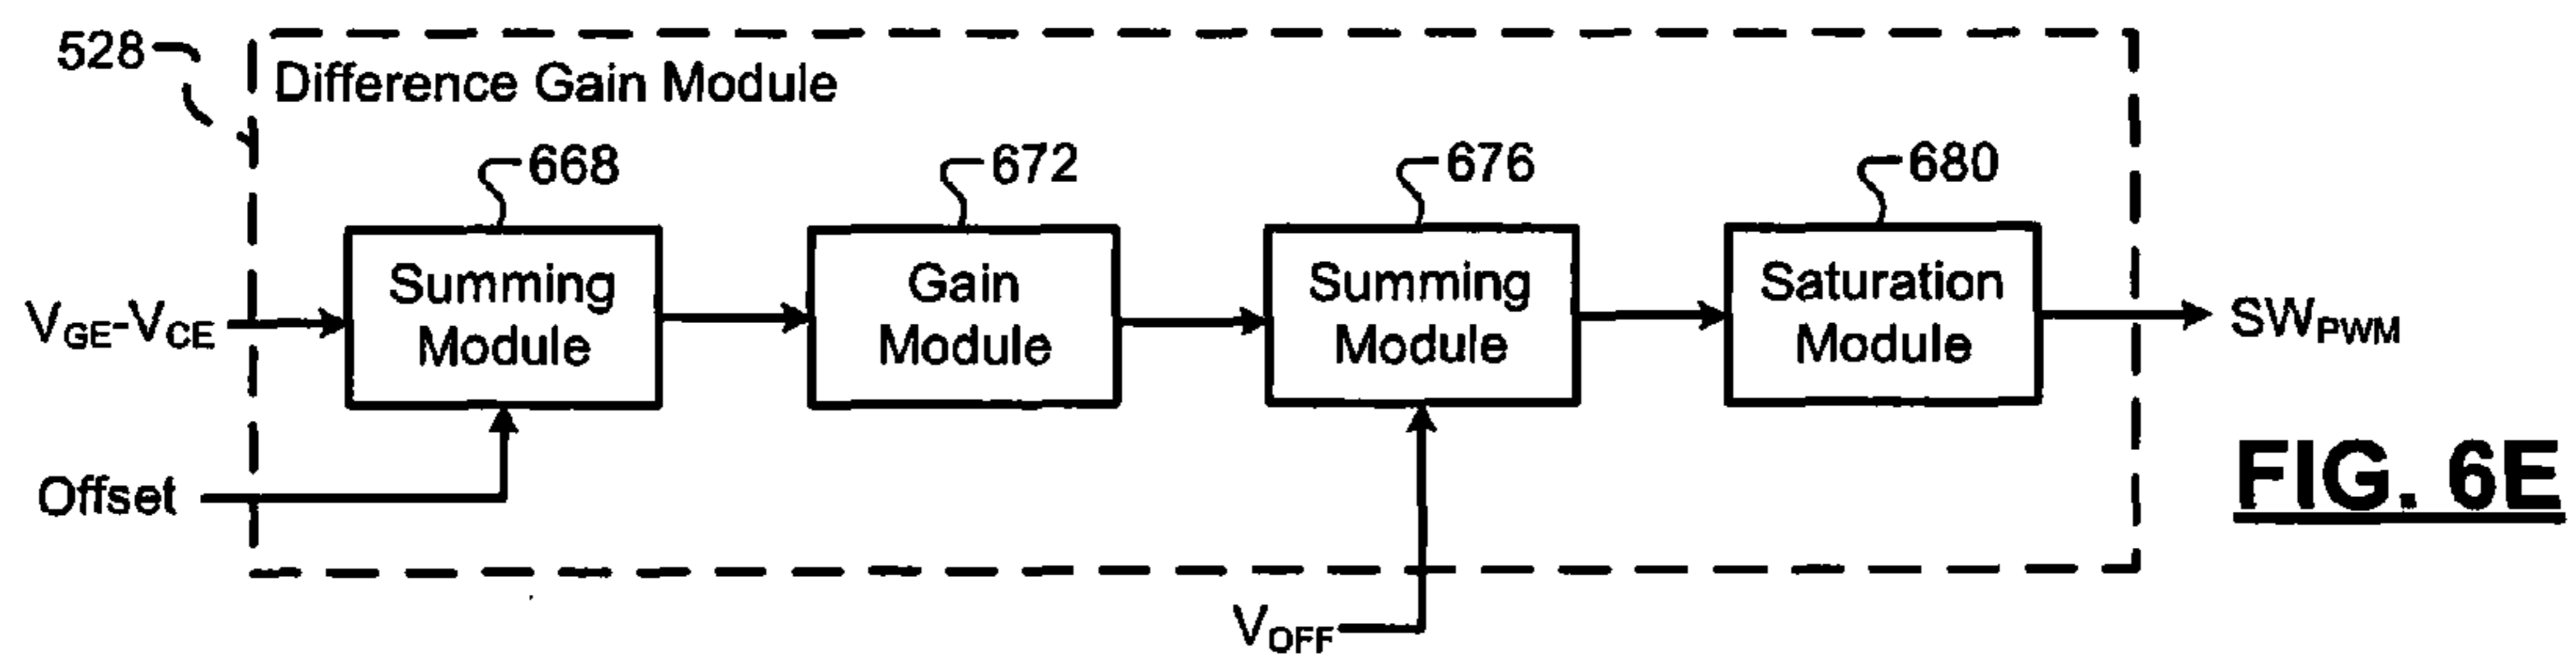 528
Difference Gain Module
668
672
676
680
Summing
Module
Gain
Module
Summing
Module
Saturation
Module
VGE-VCE
SWPWM
Offset
FIG. 6E
VOFF